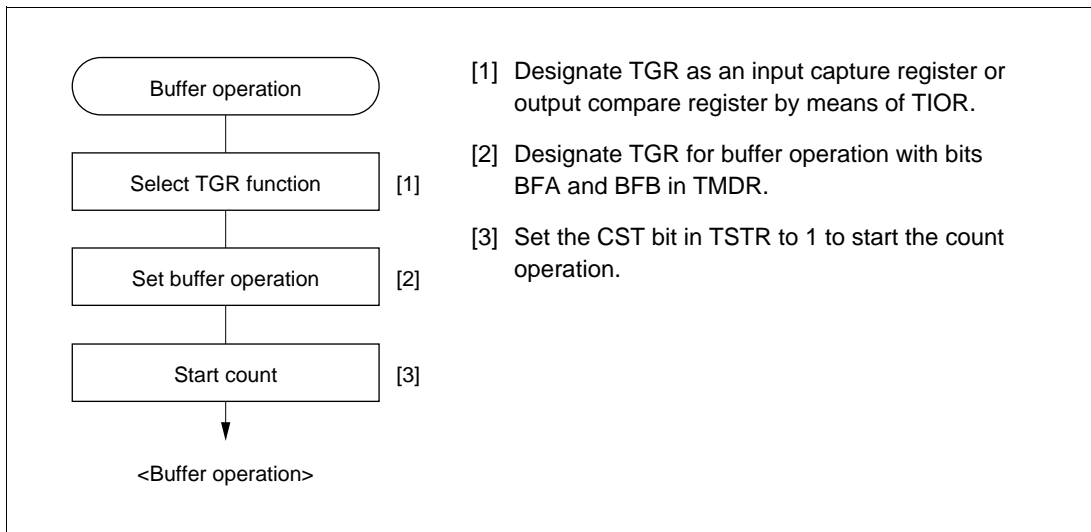 Buffer operation
Select TGR function [1]
Set buffer operation [2]
Start count [3]
<Buffer operation>
[1] Designate TGR as an input capture register or
output compare register by means of TIOR.
[2] Designate TGR for buffer operation with bits
BFA and BFB in TMDR.
[3] Set the CST bit in TSTR to 1 to start the count
operation.